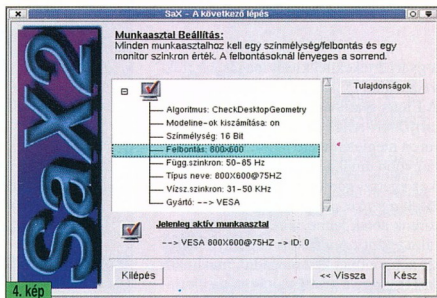 SaX - A következő lépés
Munkaasztal Beállítás:
Minden munkaasztalhoz kell egy színmélység/felbontás és egy
monitor szinkron érték. A felbontásoknál lényeges a sorrend.
SaX2
Tulajdonságok
Algoritmus: CheckDesktopGeometry
Modeline-ok kiszámítása: on
Színmélység: 16 Bit
Felbontás: 800x600
Függ.szinkron: 50-85 Hz
Típus neve: 800X600@75HZ
Vízsz.szinkron: 31-50 KHz
Gyártó: --> VESA
Jelenleg aktív munkaasztal
--> VESA 800X600@75HZ -> ID: 0
Kilépés
<< Vissza
Kész
4. kép